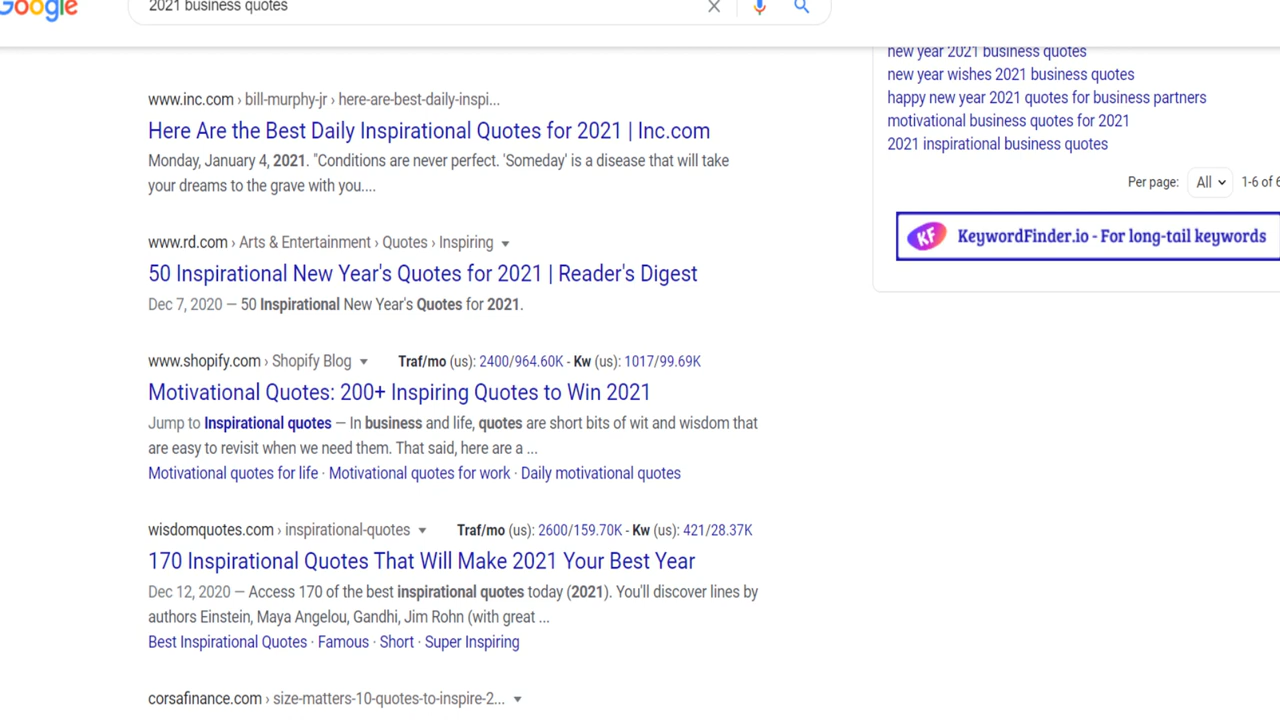 Google
2021 business quotes
www.inc.com › bill-murphy-jr › here-are-best-daily-inspi...
Here Are the Best Daily Inspirational Quotes for 2021 | Inc.com
Monday, January 4, 2021. "Conditions are never perfect. 'Someday' is a disease that will take
your dreams to the grave with you....
www.rd.com › Arts & Entertainment › Quotes › Inspiring
50 Inspirational New Year's Quotes for 2021 | Reader's Digest
Dec 7, 2020 — 50 Inspirational New Year's Quotes for 2021.
www.shopify.com › Shopify Blog Traf/mo (us): 2400/964.60K - Kw (us): 1017/99.69K
Motivational Quotes: 200+ Inspiring Quotes to Win 2021
Jump to Inspirational quotes — In business and life, quotes are short bits of wit and wisdom that
are easy to revisit when we need them. That said, here are a ...
Motivational quotes for life · Motivational quotes for work · Daily motivational quotes
wisdomquotes.com › inspirational-quotes Traf/mo (us): 2600/159.70K - Kw (us): 421/28.37K
170 Inspirational Quotes That Will Make 2021 Your Best Year
Dec 12, 2020 — Access 170 of the best inspirational quotes today (2021). You'll discover lines by
authors Einstein, Maya Angelou, Gandhi, Jim Rohn (with great ...
Best Inspirational Quotes · Famous · Short · Super Inspiring
corsafinance.com › size-matters-10-quotes-to-inspire-2...
new year 2021 business quotes
new year wishes 2021 business quotes
happy new year 2021 quotes for business partners
motivational business quotes for 2021
2021 inspirational business quotes
Per page: All 1-6 of 6
KF KeywordFinder.io - For long-tail keywords